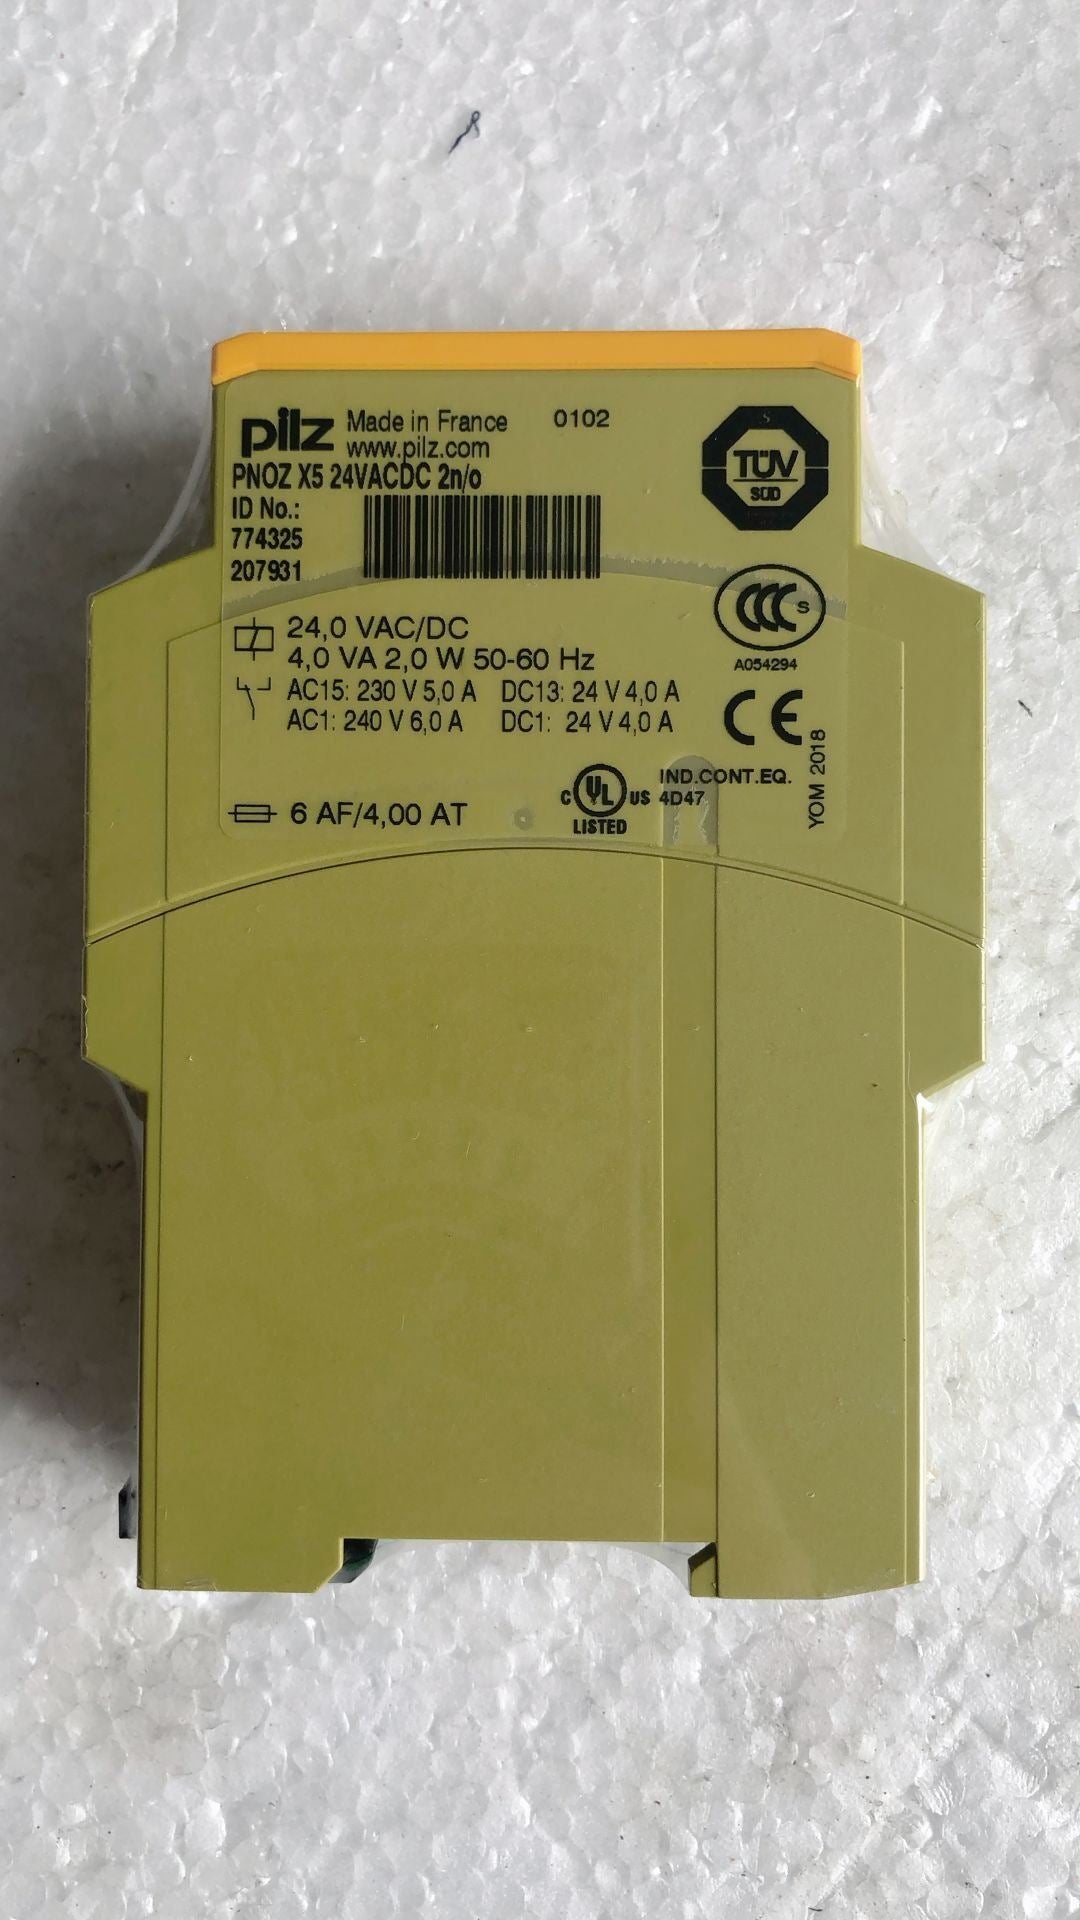 pilz Made in France 0102
www.pilz.com
PNOZ X5 24VACDC 2n/o
ID No.:
774325
207931
S
TÜV
SÜD
CCC S
A054294
24,0 VAC/DC
4,0 VA 2,0 W 50-60 Hz
AC15: 230 V 5,0 A DC13: 24 V 4,0 A
AC1: 240 V 6,0 A DC1: 24 V 4,0 A
CE
YOM 2018
6 AF/4,00 AT
C UL US
LISTED
IND.CONT.EQ.
4D47